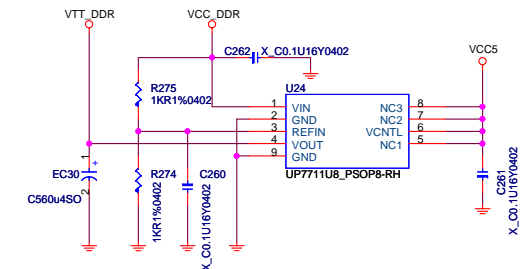 VTT_DDR
VCC_DDR
C262
X_C0.1U16Y0402
VCC5
R275
1KR1%0402
U24
1 VIN
2 GND
3 REFIN
4 VOUT
9 GND
NC3 8
NC2 7
VCNTL 6
NC1 5
UP7711U8_PSOP8-RH
1
+
EC30
2
C560u4SO
R274
1KR1%0402
C260
X_C0.1U16Y0402
C261
X_C0.1U16Y0402